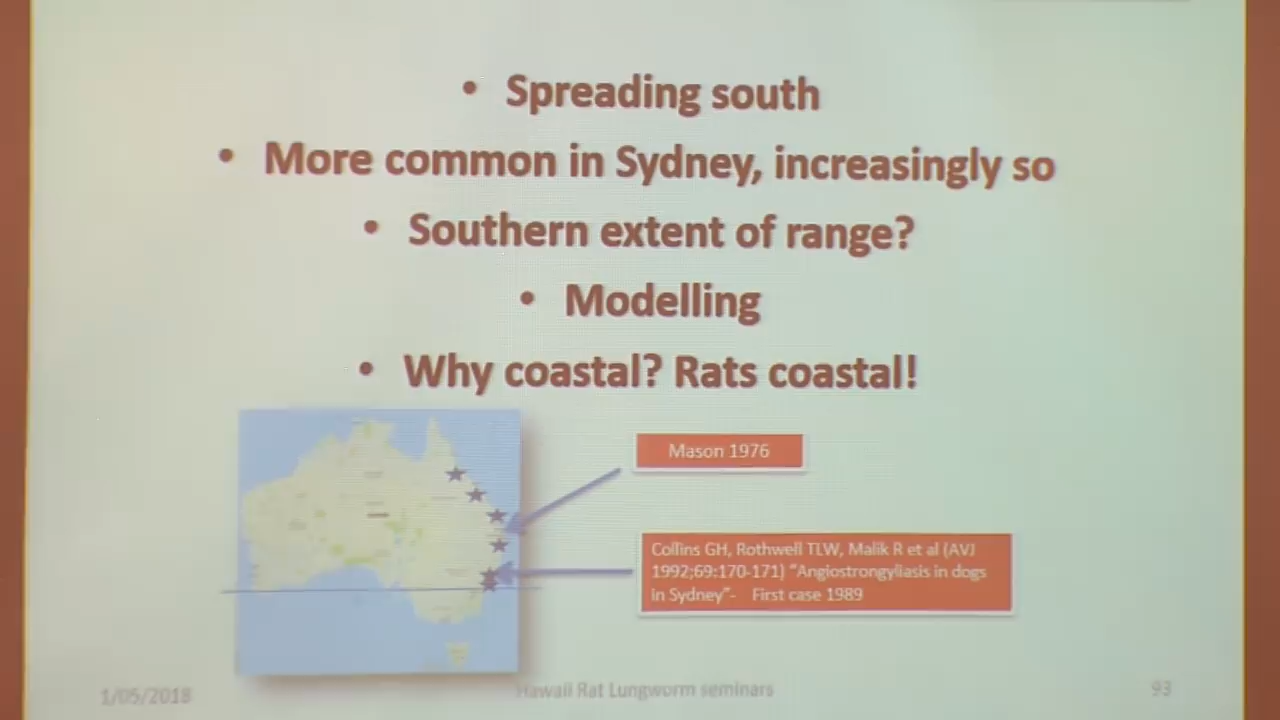 • Spreading south
• More common in Sydney, increasingly so
• Southern extent of range?
• Modelling
• Why coastal? Rats coastal!
Mason 1976
Collins GH, Rothwell TLW, Malik R et al (AVJ
1992;69:170-171) "Angiostrongyliasis in dogs
in Sydney"- First case 1989
1/05/2018
Hawaii Rat Lungworm seminars
93